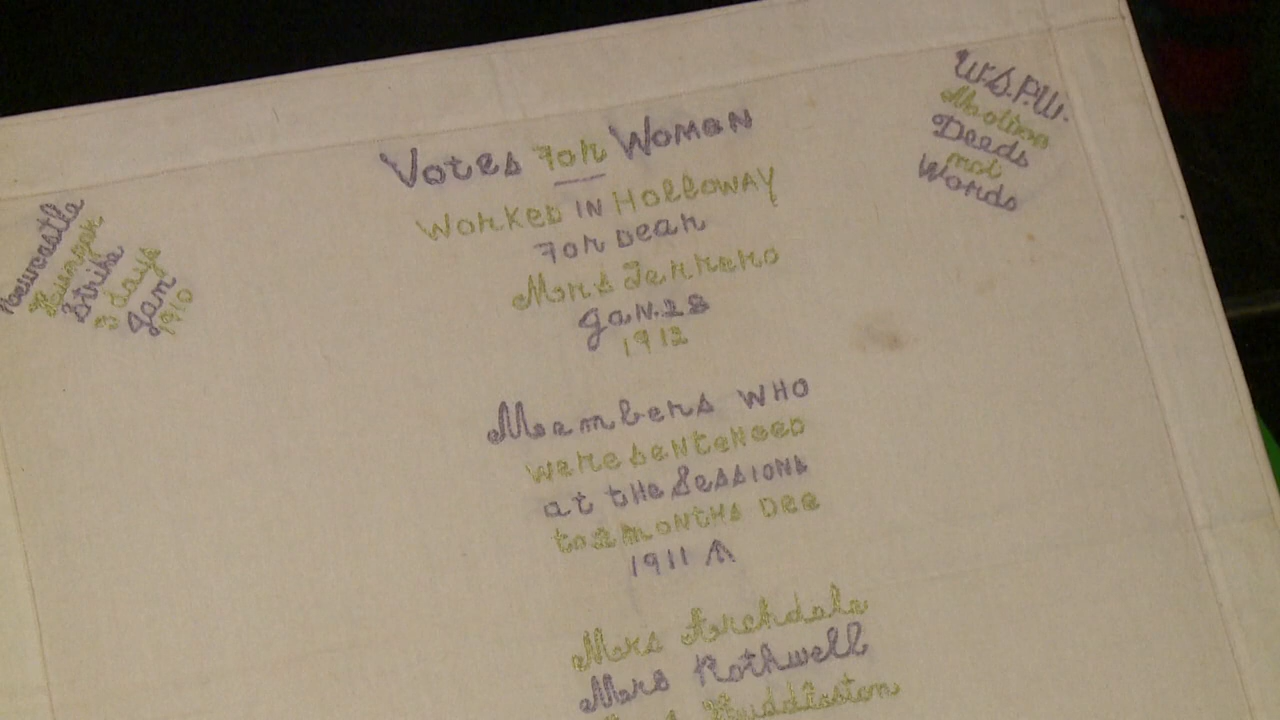 Votes for Women
Worked in Holloway
for dear
Mrs Terrero
Jan. 28
1912
Members who
were sentenced
at the Sessions
to 2 months Dec
1911
Mrs Archdale
Mrs Rothwell
Huddleston
W.S.P.U.
Motto
Deeds
not
Words
Newcastle
Hunger
Strike
3 days
Jan
1910